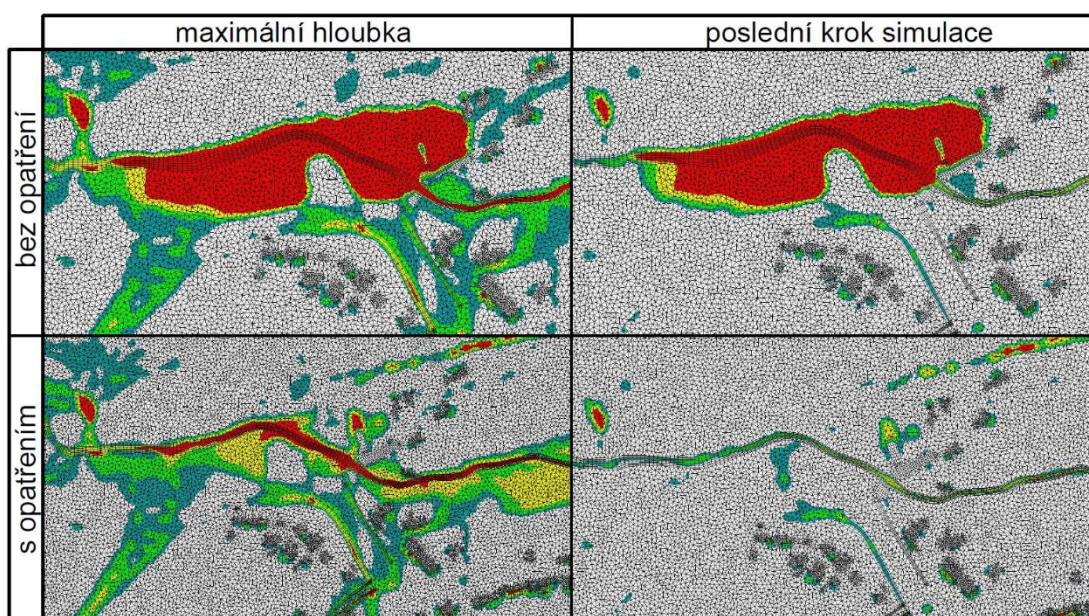 maximální hloubka
poslední krok simulace
bez opatření
s opatřením